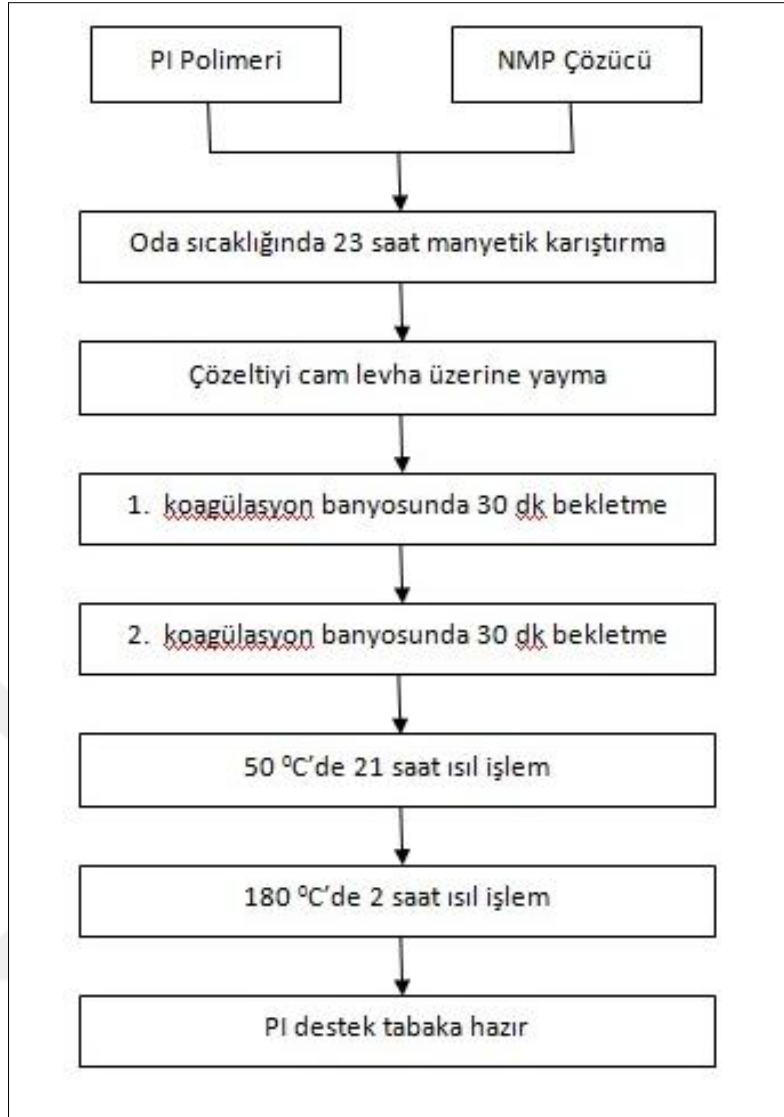 PI Polimeri
NMP Çözücü
Oda sıcaklığında 23 saat manyetik karıştırma
Çözeltiyi cam levha üzerine yayma
1. koagülasyon banyosunda 30 dk bekletme
2. koagülasyon banyosunda 30 dk bekletme
50 ⁰C'de 21 saat ısıl işlem
180 ⁰C'de 2 saat ısıl işlem
PI destek tabaka hazır